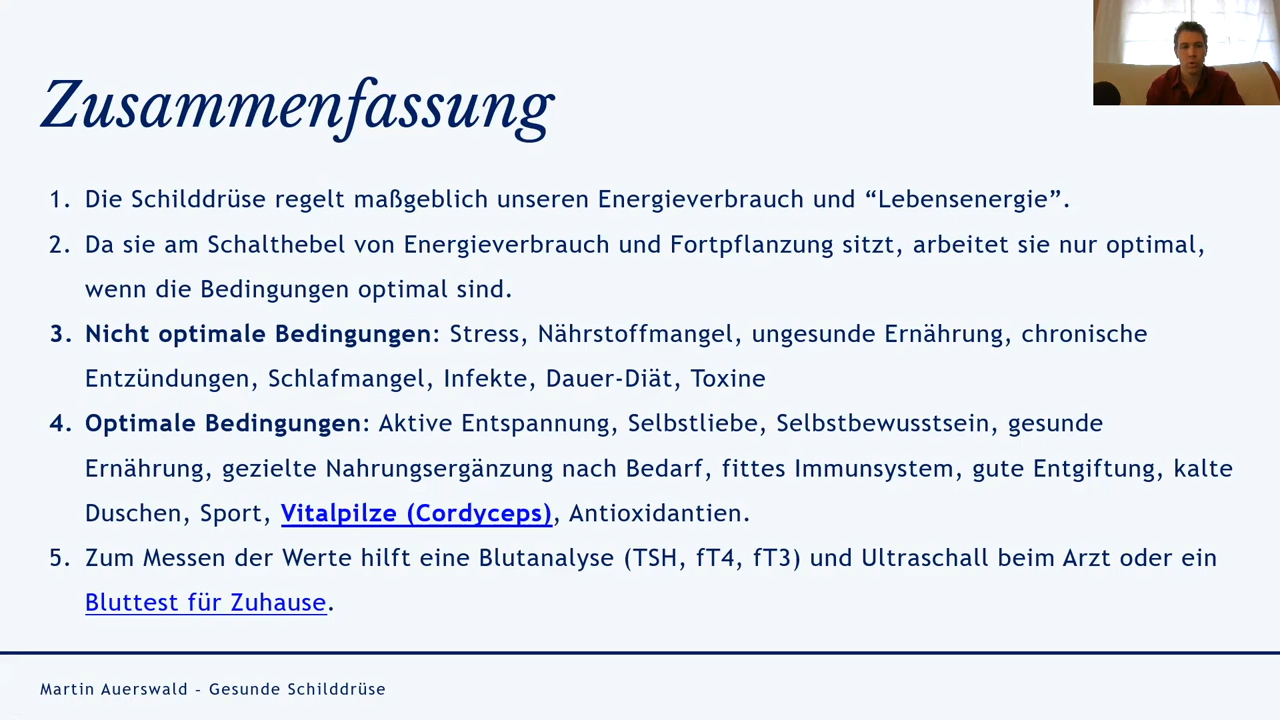 Zusammenfassung
1. Die Schilddrüse regelt maßgeblich unseren Energieverbrauch und “Lebensenergie”.
2. Da sie am Schalthebel von Energieverbrauch und Fortpflanzung sitzt, arbeitet sie nur optimal,
wenn die Bedingungen optimal sind.
3. Nicht optimale Bedingungen: Stress, Nährstoffmangel, ungesunde Ernährung, chronische
Entzündungen, Schlafmangel, Infekte, Dauer-Diät, Toxine
4. Optimale Bedingungen: Aktive Entspannung, Selbstliebe, Selbstbewusstsein, gesunde
Ernährung, gezielte Nahrungsergänzung nach Bedarf, fittes Immunsystem, gute Entgiftung, kalte
Duschen, Sport, Vitalpilze (Cordyceps), Antioxidantien.
5. Zum Messen der Werte hilft eine Blutanalyse (TSH, fT4, fT3) und Ultraschall beim Arzt oder ein
Bluttest für Zuhause.
Martin Auerswald - Gesunde Schilddrüse